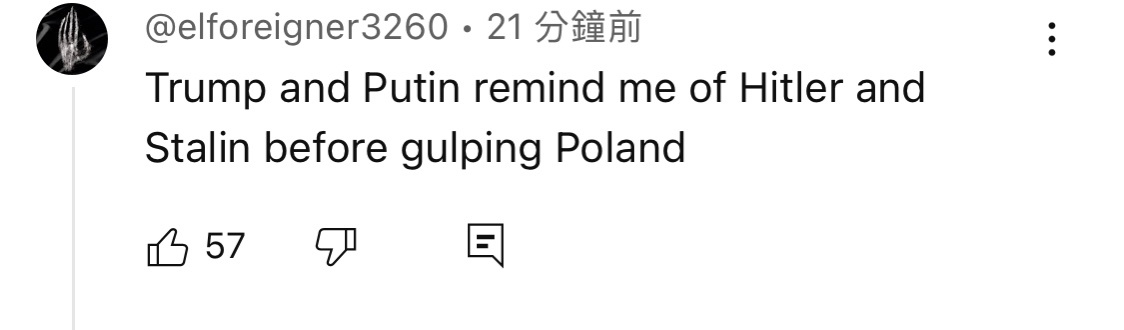 @elforeigner3260 • 21 分鐘前
Trump and Putin remind me of Hitler and
Stalin before gulping Poland
57